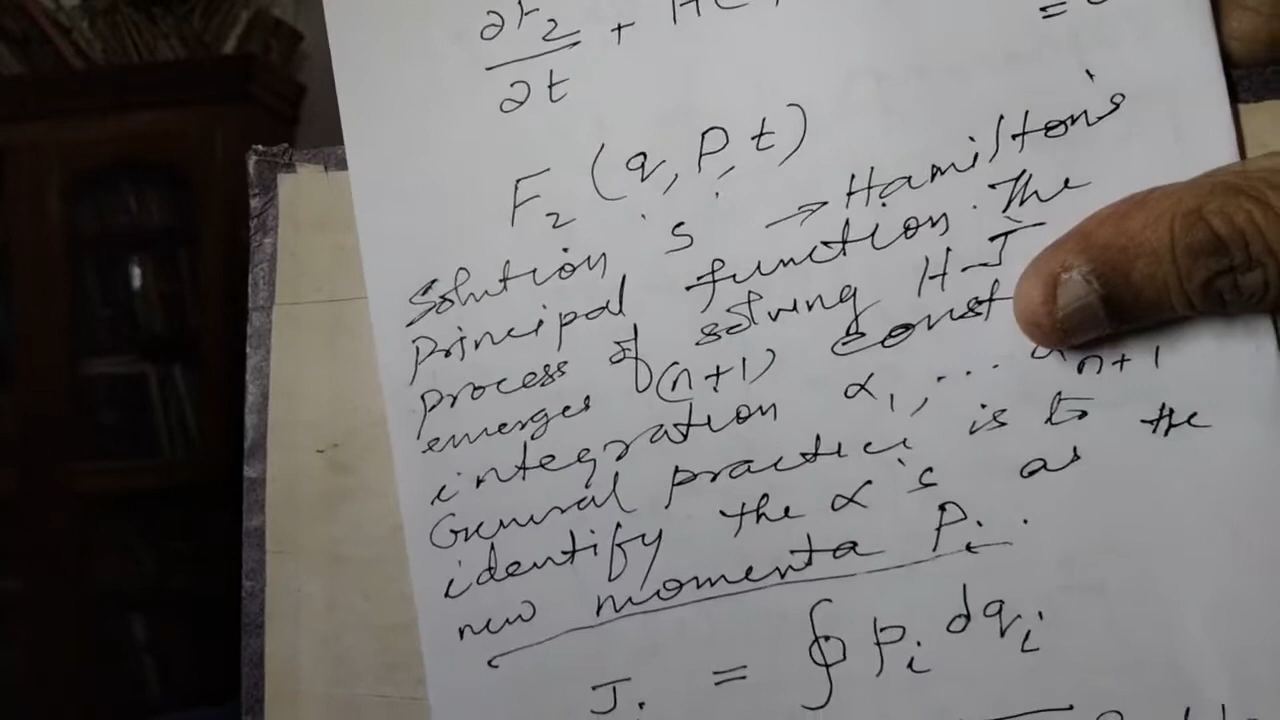 ∂F₂/∂t + H( = 0
F₂ (q, P, t)
Solution : S → Hamilton's
principal function. The
process of solving H-J
emerges (n+1) const
integration α₁, ... α n+1
General practice is to
identify the α's as the
new momenta Pᵢ.
Jᵢ = ∮ pᵢ dqᵢ